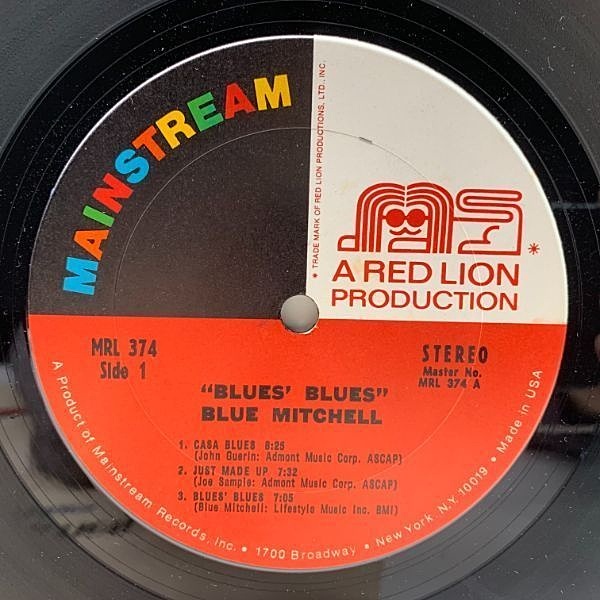 MAINSTREAM
* TRADE MARK OF RED LION PRODUCTIONS, LTD., INC.
*
A RED LION
PRODUCTION
MRL 374
Side 1
STEREO
Master No.
MRL 374 A
"BLUES' BLUES"
BLUE MITCHELL
1. CASA BLUES 8:25
(John Guerin: Admont Music Corp. ASCAP)
2. JUST MADE UP 7:32
(Joe Sample: Admont Music Corp. ASCAP)
3. BLUES' BLUES 7:05
(Blue Mitchell: Lifestyle Music Inc. BMI)
A Product of Mainstream Records, Inc. • 1700 Broadway • New York, N.Y. 10019 • Made in USA